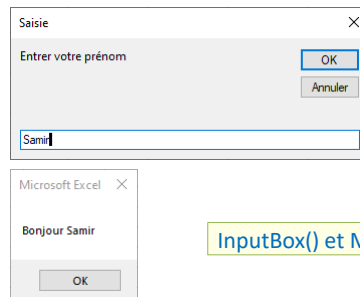 Saisie
Entrer votre prénom
OK
Annuler
Samir
Microsoft Excel
Bonjour Samir
OK
InputBox() et